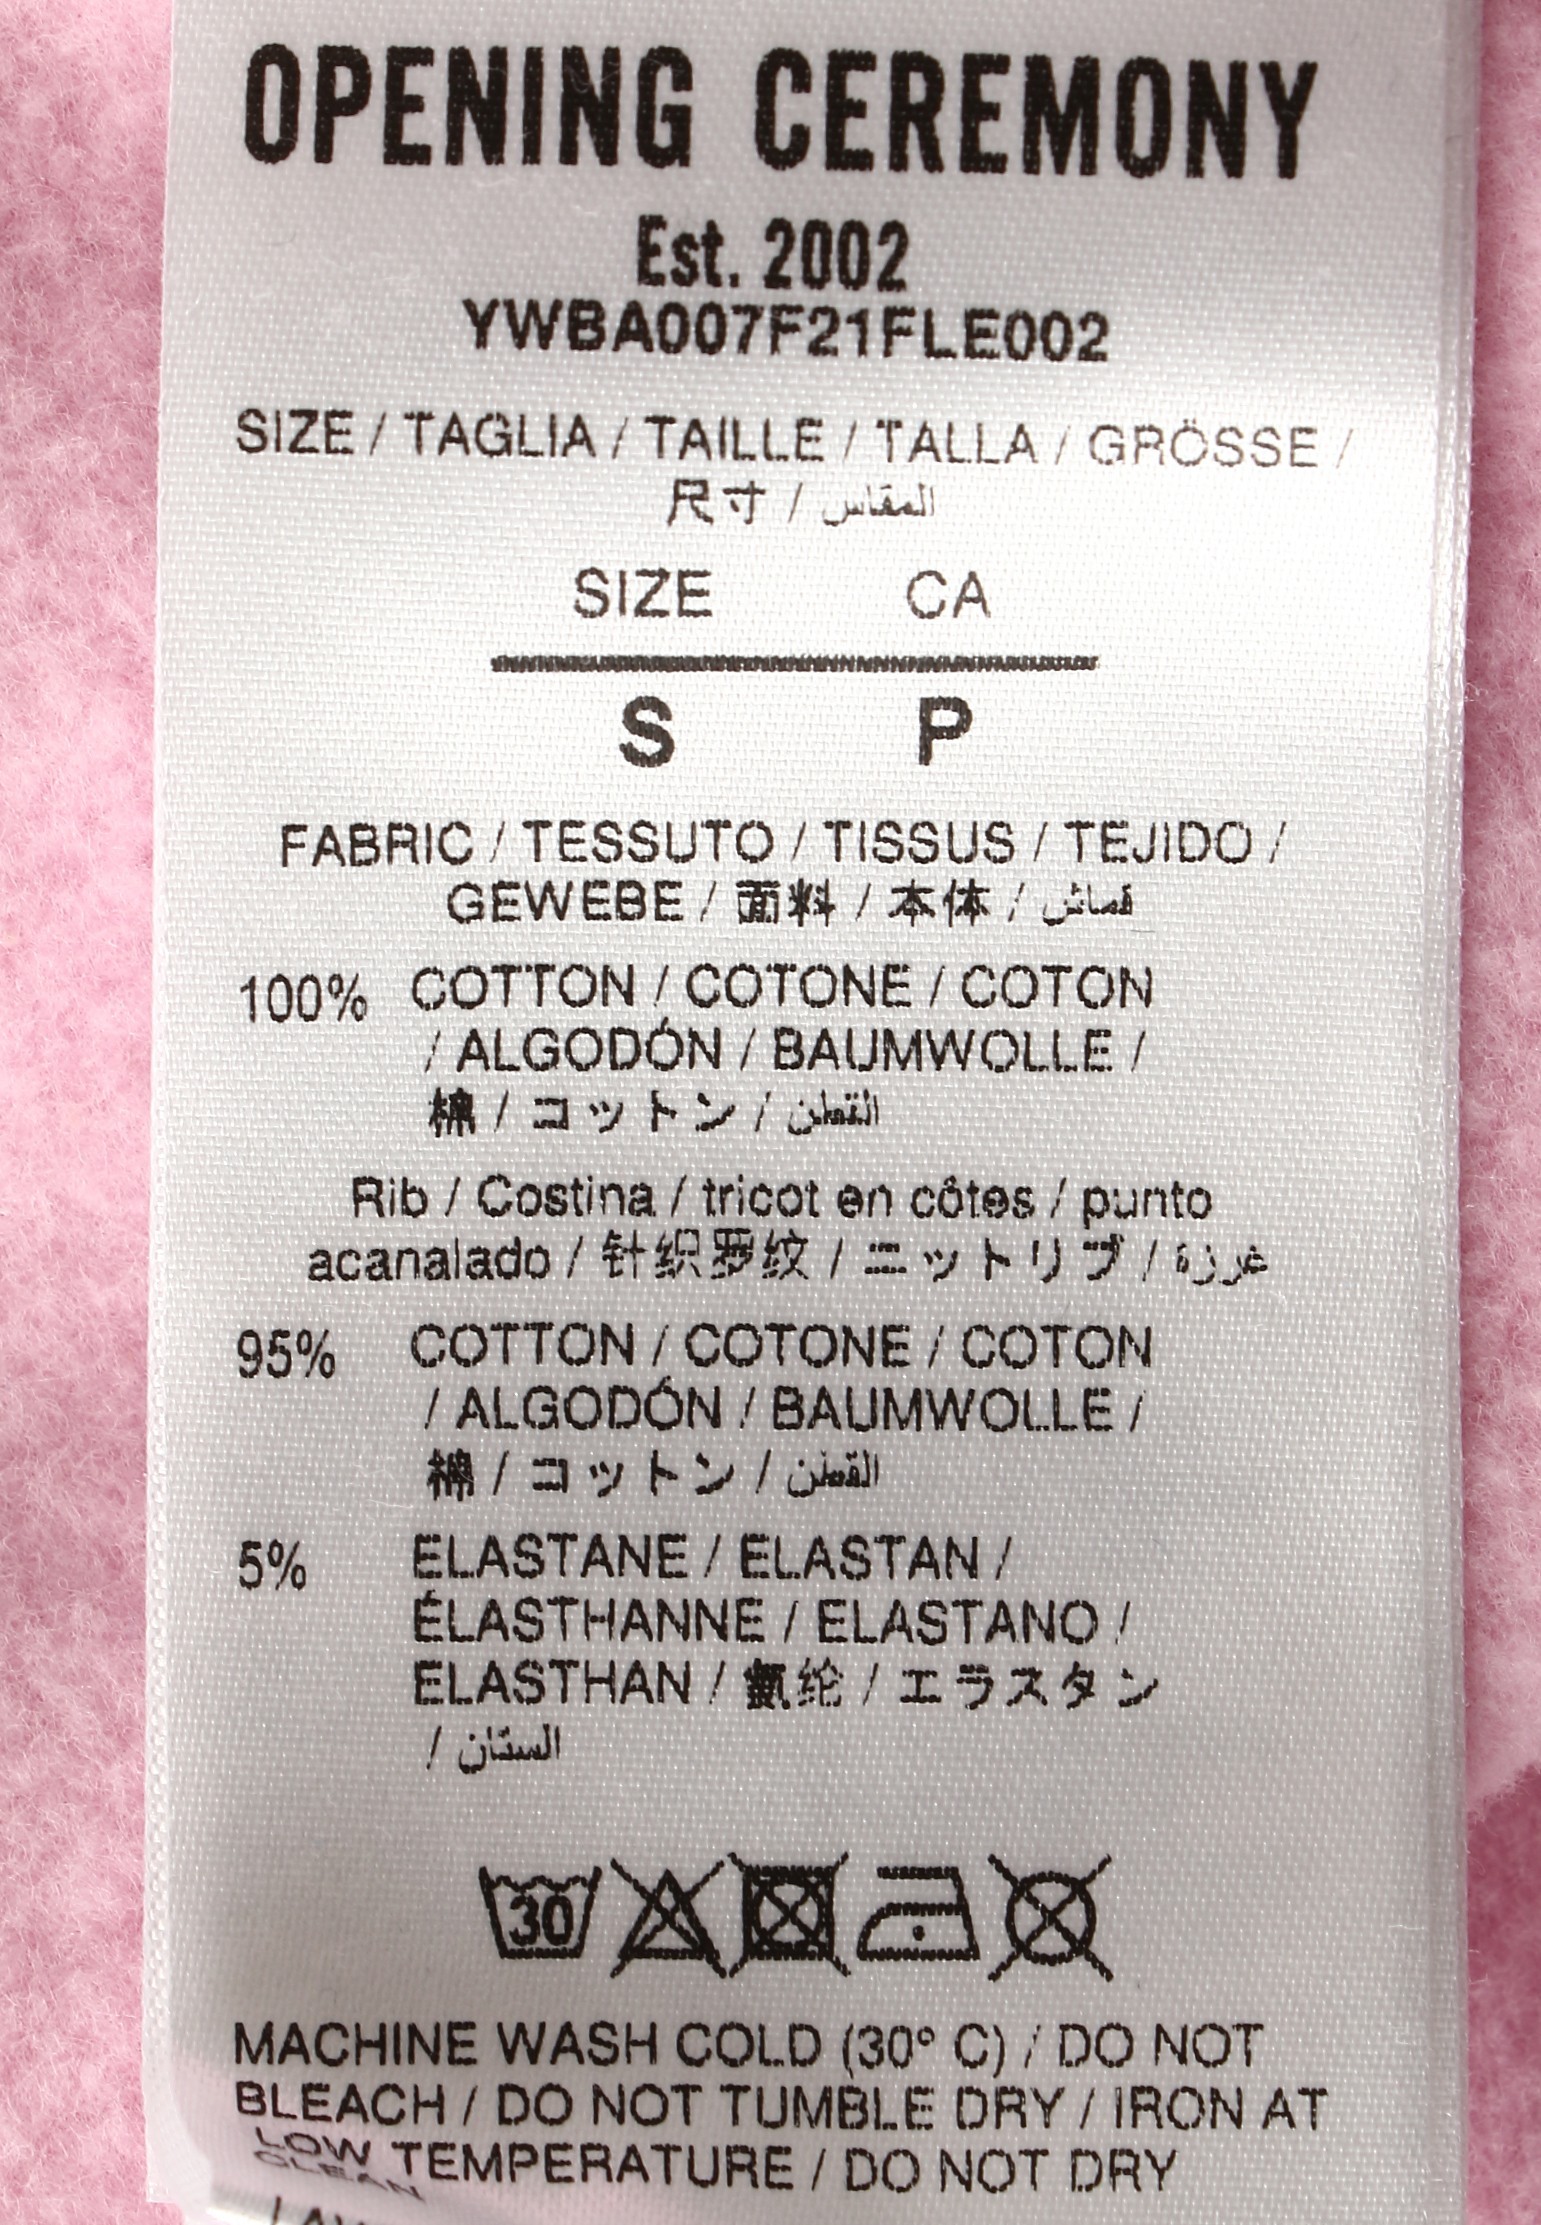 OPENING CEREMONY
Est. 2002
YWBA007F21FLE002
SIZE / TAGLIA / TAILLE / TALLA / GRÖSSE /
尺寸 / المقاس
SIZE CA
S P
FABRIC / TESSUTO / TISSUS / TEJIDO /
GEWEBE / 面料 / 本体 / قماش
100% COTTON / COTONE / COTON
/ ALGODÓN / BAUMWOLLE /
棉 / コットン / القطن
Rib / Costina / tricot en côtes / punto
acanalado / 针织罗纹 / ニットリブ / غرزة
95% COTTON / COTONE / COTON
/ ALGODÓN / BAUMWOLLE /
棉 / コットン / القطن
5% ELASTANE / ELASTAN /
ÉLASTHANNE / ELASTANO /
ELASTHAN / 氨纶 / エラスタン
/ الستان
30
MACHINE WASH COLD (30° C) / DO NOT
BLEACH / DO NOT TUMBLE DRY / IRON AT
LOW TEMPERATURE / DO NOT DRY
CLEAN